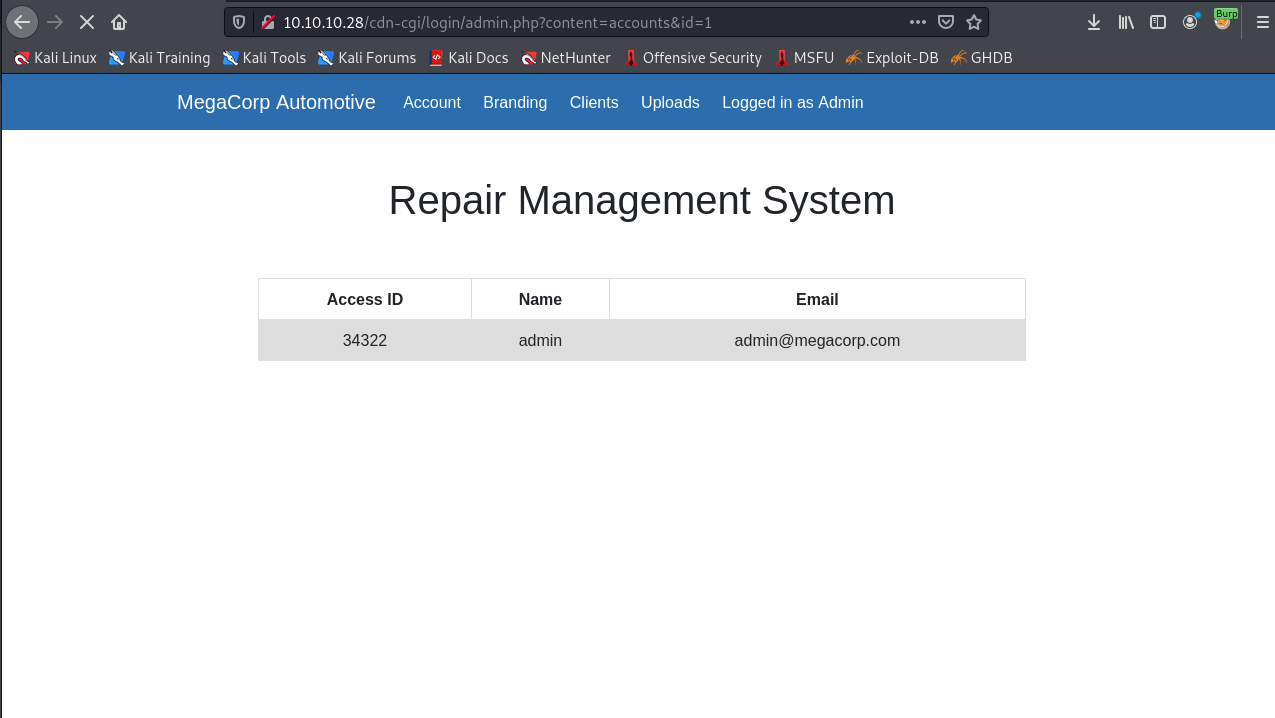 10.10.10.28/cdn-cgi/login/admin.php?content=accounts&id=1
Burp
Kali Linux Kali Training Kali Tools Kali Forums Kali Docs NetHunter Offensive Security MSFU Exploit-DB GHDB
MegaCorp Automotive Account Branding Clients Uploads Logged in as Admin
Repair Management System
Access ID Name Email
34322 admin admin@megacorp.com